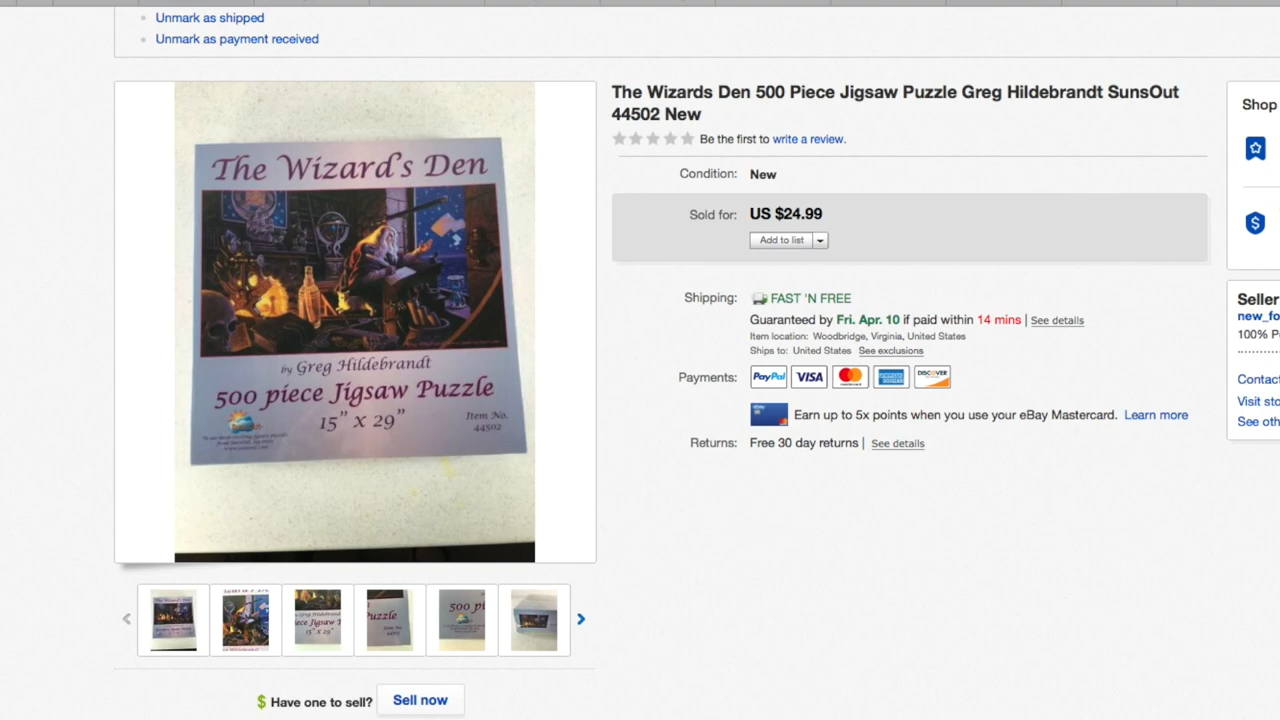 Unmark as shipped
Unmark as payment received
The Wizards Den 500 Piece Jigsaw Puzzle Greg Hildebrandt SunsOut
44502 New
Be the first to write a review.
Condition: New
Sold for: US $24.99
Add to list
Shipping: FAST 'N FREE
Guaranteed by Fri. Apr. 10 if paid within 14 mins | See details
Item location: Woodbridge, Virginia, United States
Ships to: United States See exclusions
Payments: PayPal VISA MasterCard AMERICAN EXPRESS DISCOVER
Earn up to 5x points when you use your eBay Mastercard. Learn more
Returns: Free 30 day returns | See details
Shop
Seller
new_fo
100% P
Contact
Visit sto
See oth
The Wizard's Den
by Greg Hildebrandt
500 piece Jigsaw Puzzle
15" X 29"
Item No.
44502
$ Have one to sell? Sell now